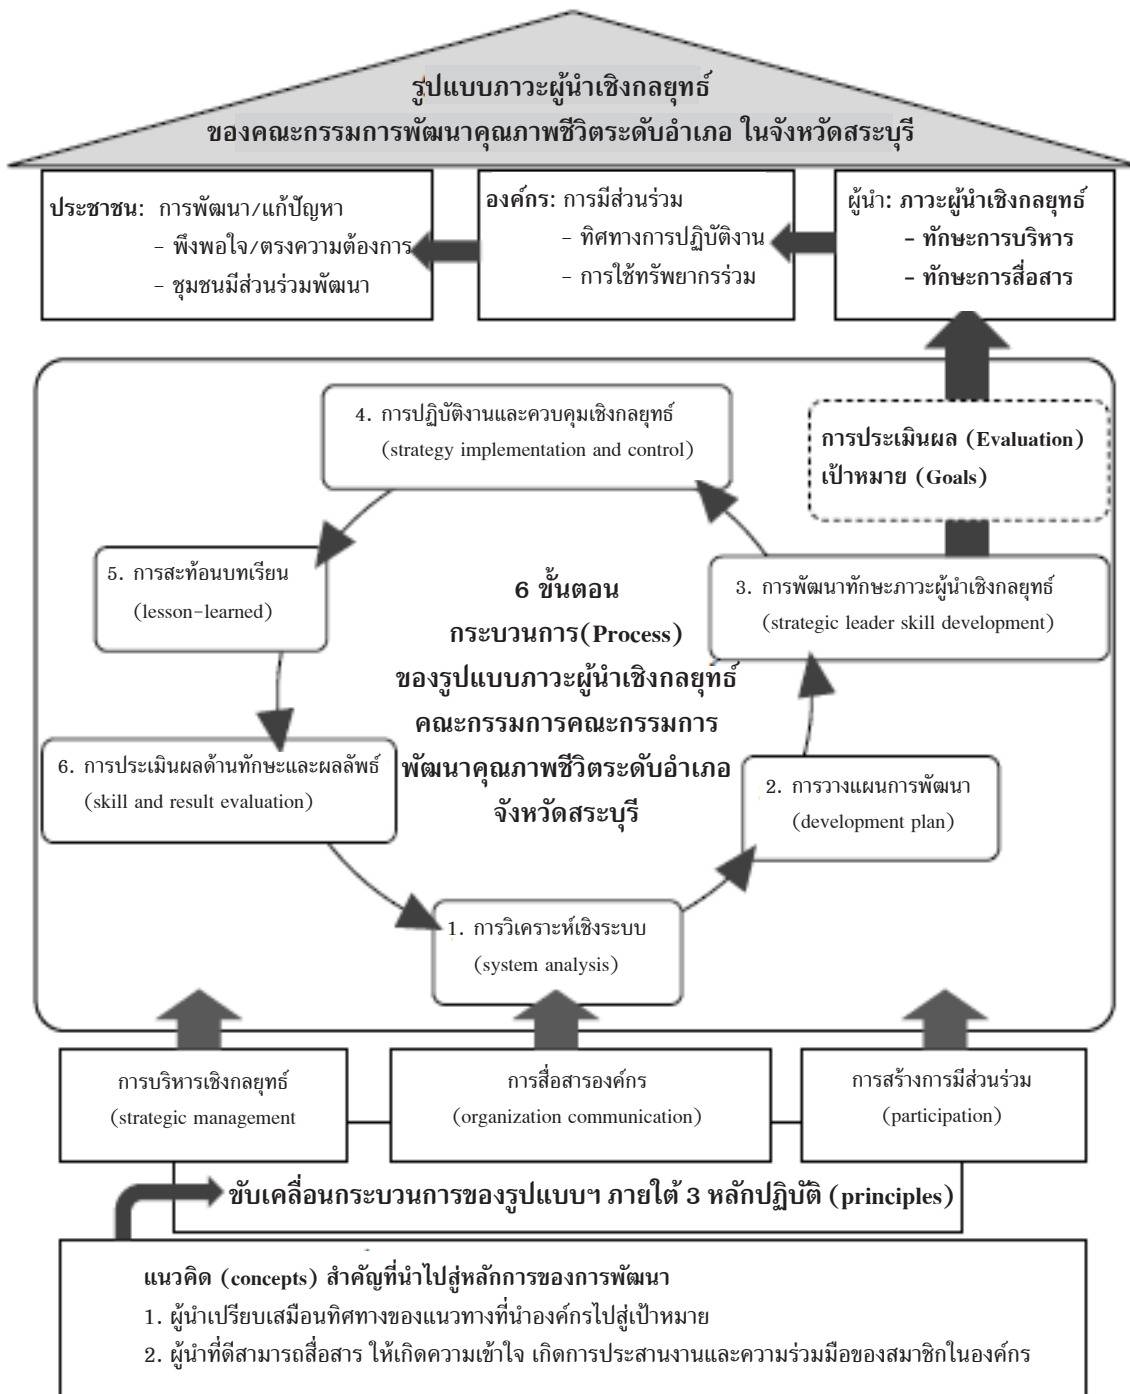 รูปแบบภาวะผู้นำเชิงกลยุทธ์
ของคณะกรรมการพัฒนาคุณภาพชีวิตระดับอำเภอ ในจังหวัดสระบุรี
ประชาชน: การพัฒนา/แก้ปัญหา
- พึงพอใจ/ตรงความต้องการ
- ชุมชนมีส่วนร่วมพัฒนา
องค์กร: การมีส่วนร่วม
- ทิศทางการปฏิบัติงาน
- การใช้ทรัพยากรร่วม
ผู้นำ: ภาวะผู้นำเชิงกลยุทธ์
- ทักษะการบริหาร
- ทักษะการสื่อสาร
4. การปฏิบัติงานและควบคุมเชิงกลยุทธ์
(strategy implementation and control)
การประเมินผล (Evaluation)
เป้าหมาย (Goals)
5. การสะท้อนบทเรียน
(lesson-learned)
6 ขั้นตอน
กระบวนการ(Process)
ของรูปแบบภาวะผู้นำเชิงกลยุทธ์
คณะกรรมการคณะกรรมการ
พัฒนาคุณภาพชีวิตระดับอำเภอ
จังหวัดสระบุรี
3. การพัฒนาทักษะภาวะผู้นำเชิงกลยุทธ์
(strategic leader skill development)
6. การประเมินผลด้านทักษะและผลลัพธ์
(skill and result evaluation)
2. การวางแผนการพัฒนา
(development plan)
1. การวิเคราะห์เชิงระบบ
(system analysis)
การบริหารเชิงกลยุทธ์
(strategic management
การสื่อสารองค์กร
(organization communication)
การสร้างการมีส่วนร่วม
(participation)
ขับเคลื่อนกระบวนการของรูปแบบฯ ภายใต้ 3 หลักปฏิบัติ (principles)
แนวคิด (concepts) สำคัญที่นำไปสู่หลักการของการพัฒนา
1. ผู้นำเปรียบเสมือนทิศทางของแนวทางที่นำองค์กรไปสู่เป้าหมาย
2. ผู้นำที่ดีสามารถสื่อสาร ให้เกิดความเข้าใจ เกิดการประสานงานและความร่วมมือของสมาชิกในองค์กร